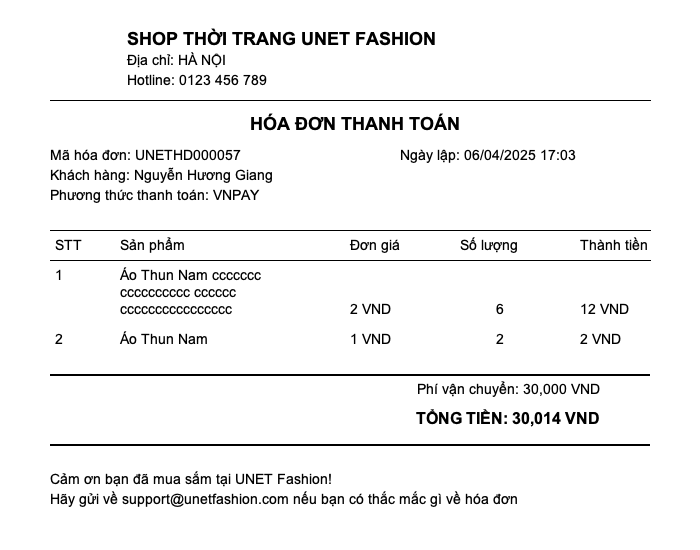 SHOP THỜI TRANG UNET FASHION
Địa chỉ: HÀ NỘI
Hotline: 0123 456 789
HÓA ĐƠN THANH TOÁN
Mã hóa đơn: UNETHD000057 Ngày lập: 06/04/2025 17:03
Khách hàng: Nguyễn Hương Giang
Phương thức thanh toán: VNPAY
STT Sản phẩm Đơn giá Số lượng Thành tiền
1 Áo Thun Nam ccccccc
cccccccccc cccccc
cccccccccccccccc 2 VND 6 12 VND
2 Áo Thun Nam 1 VND 2 2 VND
Phí vận chuyển: 30,000 VND
TỔNG TIỀN: 30,014 VND
Cảm ơn bạn đã mua sắm tại UNET Fashion!
Hãy gửi về support@unetfashion.com nếu bạn có thắc mắc gì về hóa đơn